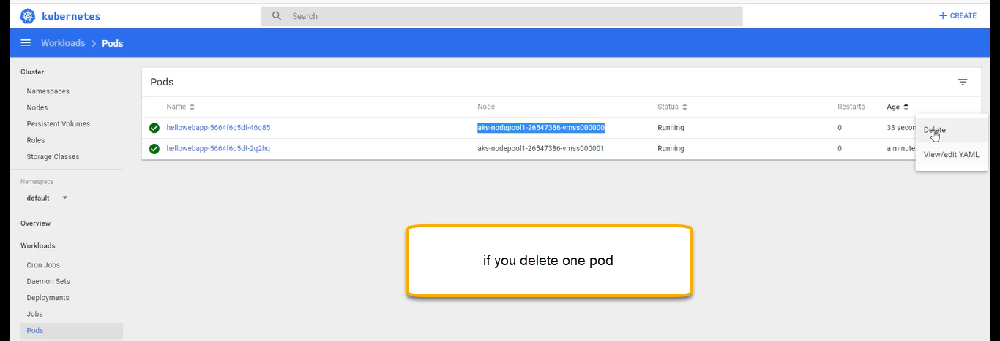 kubernetes
Search
CREATE
Workloads > Pods
Cluster
Namespaces
Nodes
Persistent Volumes
Roles
Storage Classes
Namespace
default
Overview
Workloads
Cron Jobs
Daemon Sets
Deployments
Jobs
Pods
Pods
Name Node Status Restarts Age
hellowebapp-5664f6c5df-46q85 aks-nodepool1-26547386-vmss000000 Running 0 33 secon
hellowebapp-5664f6c5df-2q2hq aks-nodepool1-26547386-vmss000001 Running 0 a minute
Delete
View/edit YAML
if you delete one pod